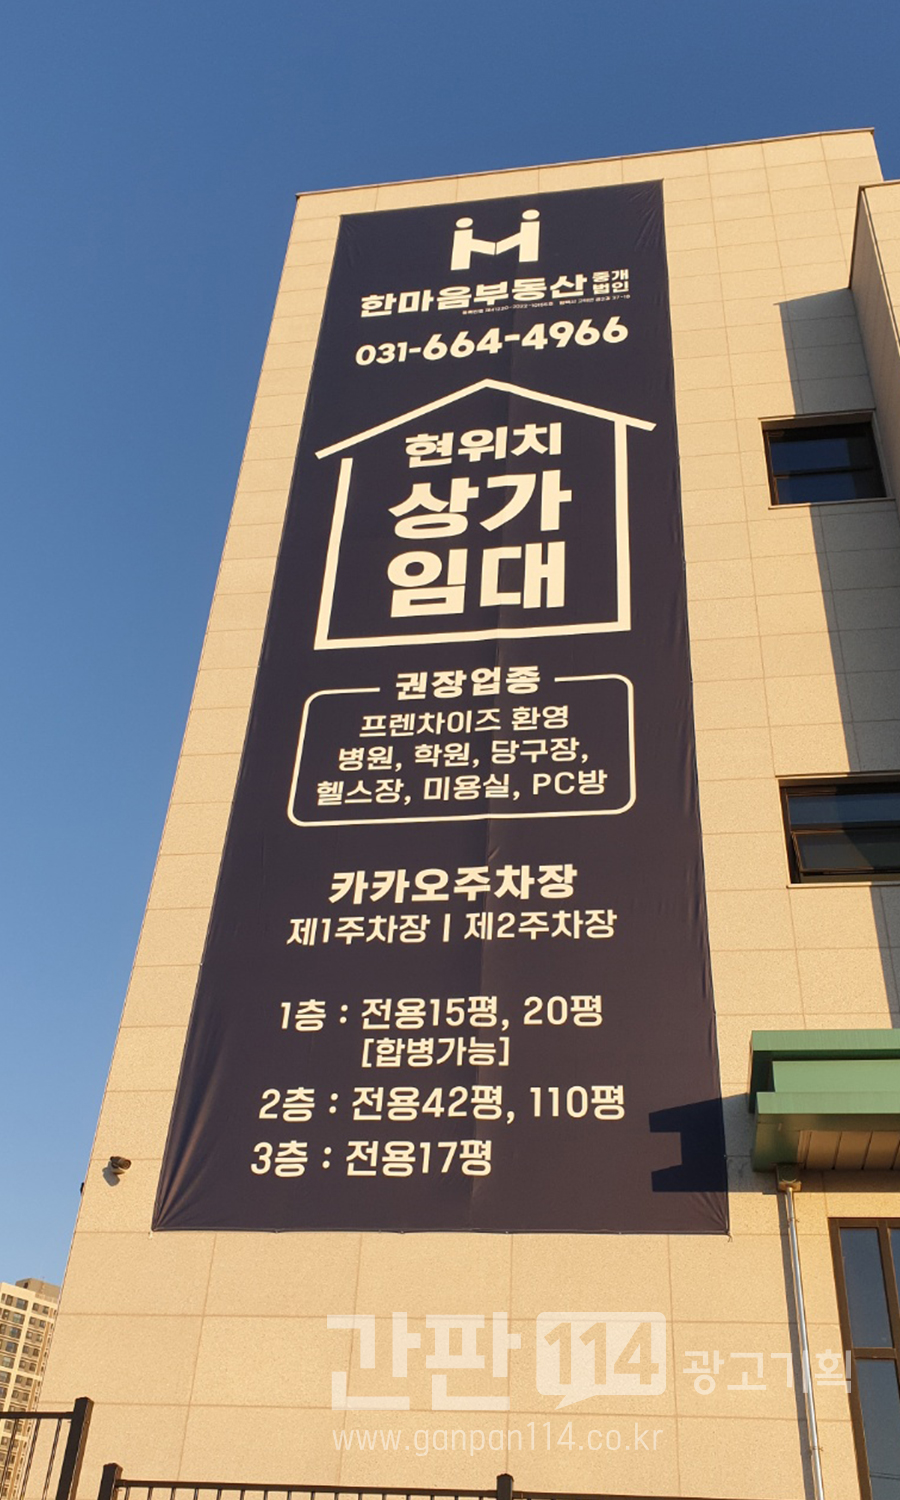 한마음부동산 중개
법인
031-664-4966
현위치
상가
임대
권장업종
프렌차이즈 환영
병원, 학원, 당구장,
헬스장, 미용실, PC방
카카오주차장
제1주차장 | 제2주차장
1층 : 전용15평, 20평
[합병가능]
2층 : 전용42평, 110평
3층 : 전용17평
간판 114 광고기획
www.ganpan114.co.kr